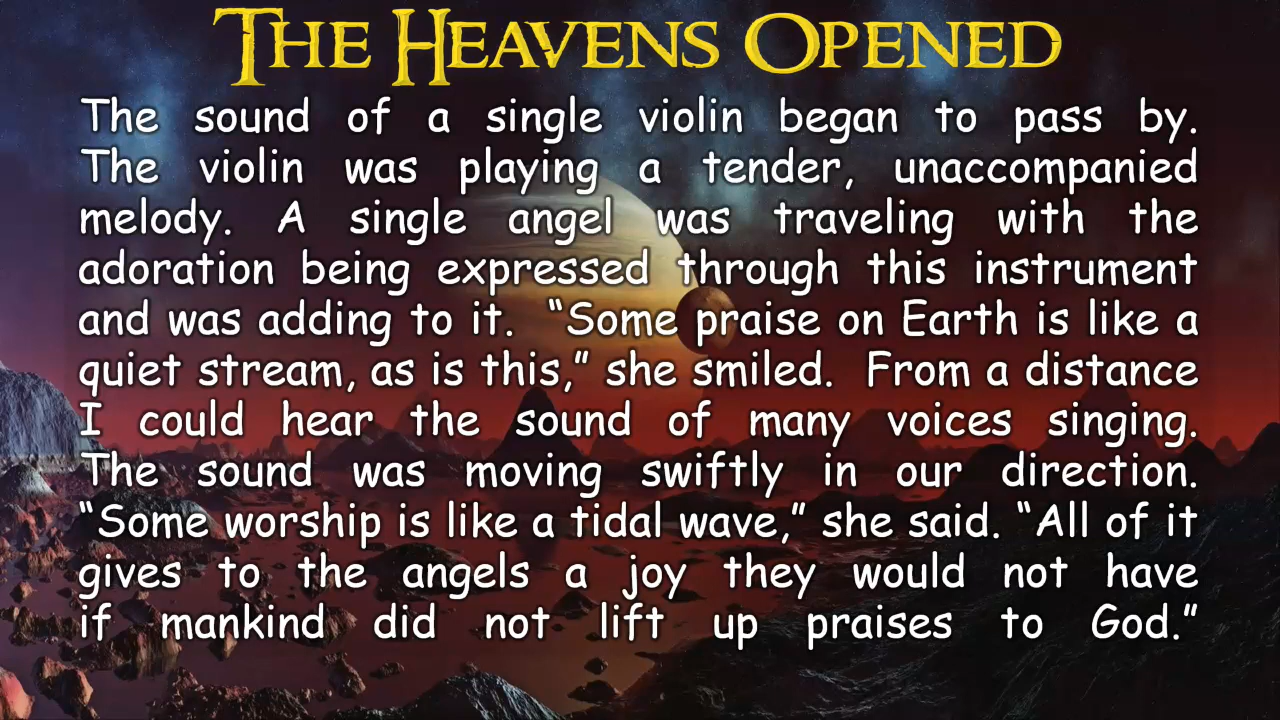 The Heavens Opened
The sound of a single violin began to pass by.
The violin was playing a tender, unaccompanied
melody. A single angel was traveling with the
adoration being expressed through this instrument
and was adding to it. “Some praise on Earth is like a
quiet stream, as is this,” she smiled. From a distance
I could hear the sound of many voices singing.
The sound was moving swiftly in our direction.
“Some worship is like a tidal wave,” she said. “All of it
gives to the angels a joy they would not have
if mankind did not lift up praises to God.”